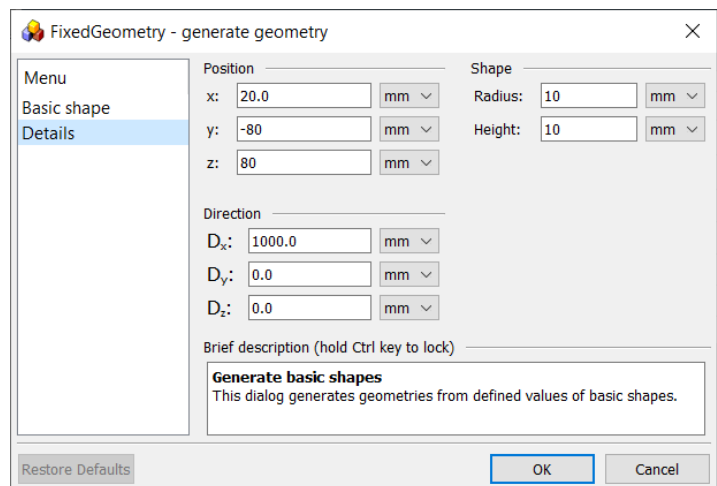 FixedGeometry - generate geometry
Menu
Basic shape
Details
Position
x: 20.0 mm
y: -80 mm
z: 80 mm
Shape
Radius: 10 mm
Height: 10 mm
Direction
Dₓ: 1000.0 mm
Dᵧ: 0.0 mm
D_z: 0.0 mm
Brief description (hold Ctrl key to lock)
Generate basic shapes
This dialog generates geometries from defined values of basic shapes.
Restore Defaults
OK
Cancel